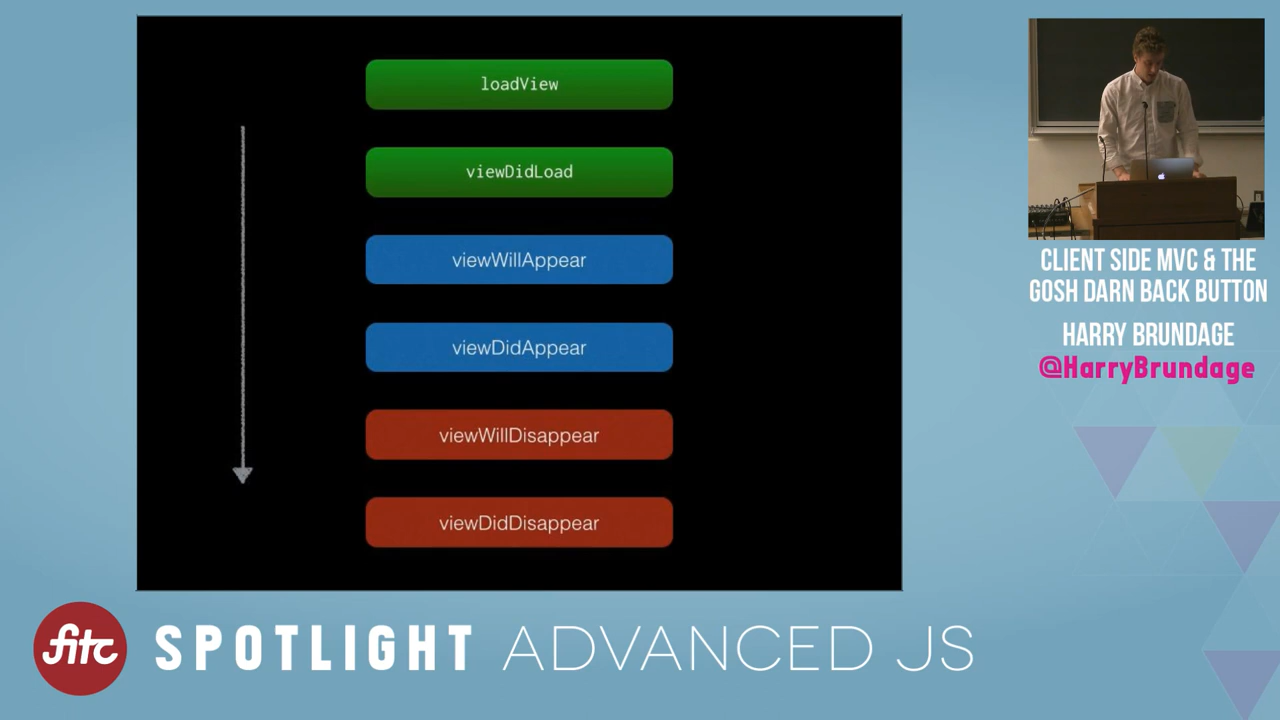 loadView
viewDidLoad
viewWillAppear
viewDidAppear
viewWillDisappear
viewDidDisappear
CLIENT SIDE MVC & THE
GOSH DARN BACK BUTTON
HARRY BRUNDAGE
@HarryBrundage
fitc SPOTLIGHT ADVANCED JS